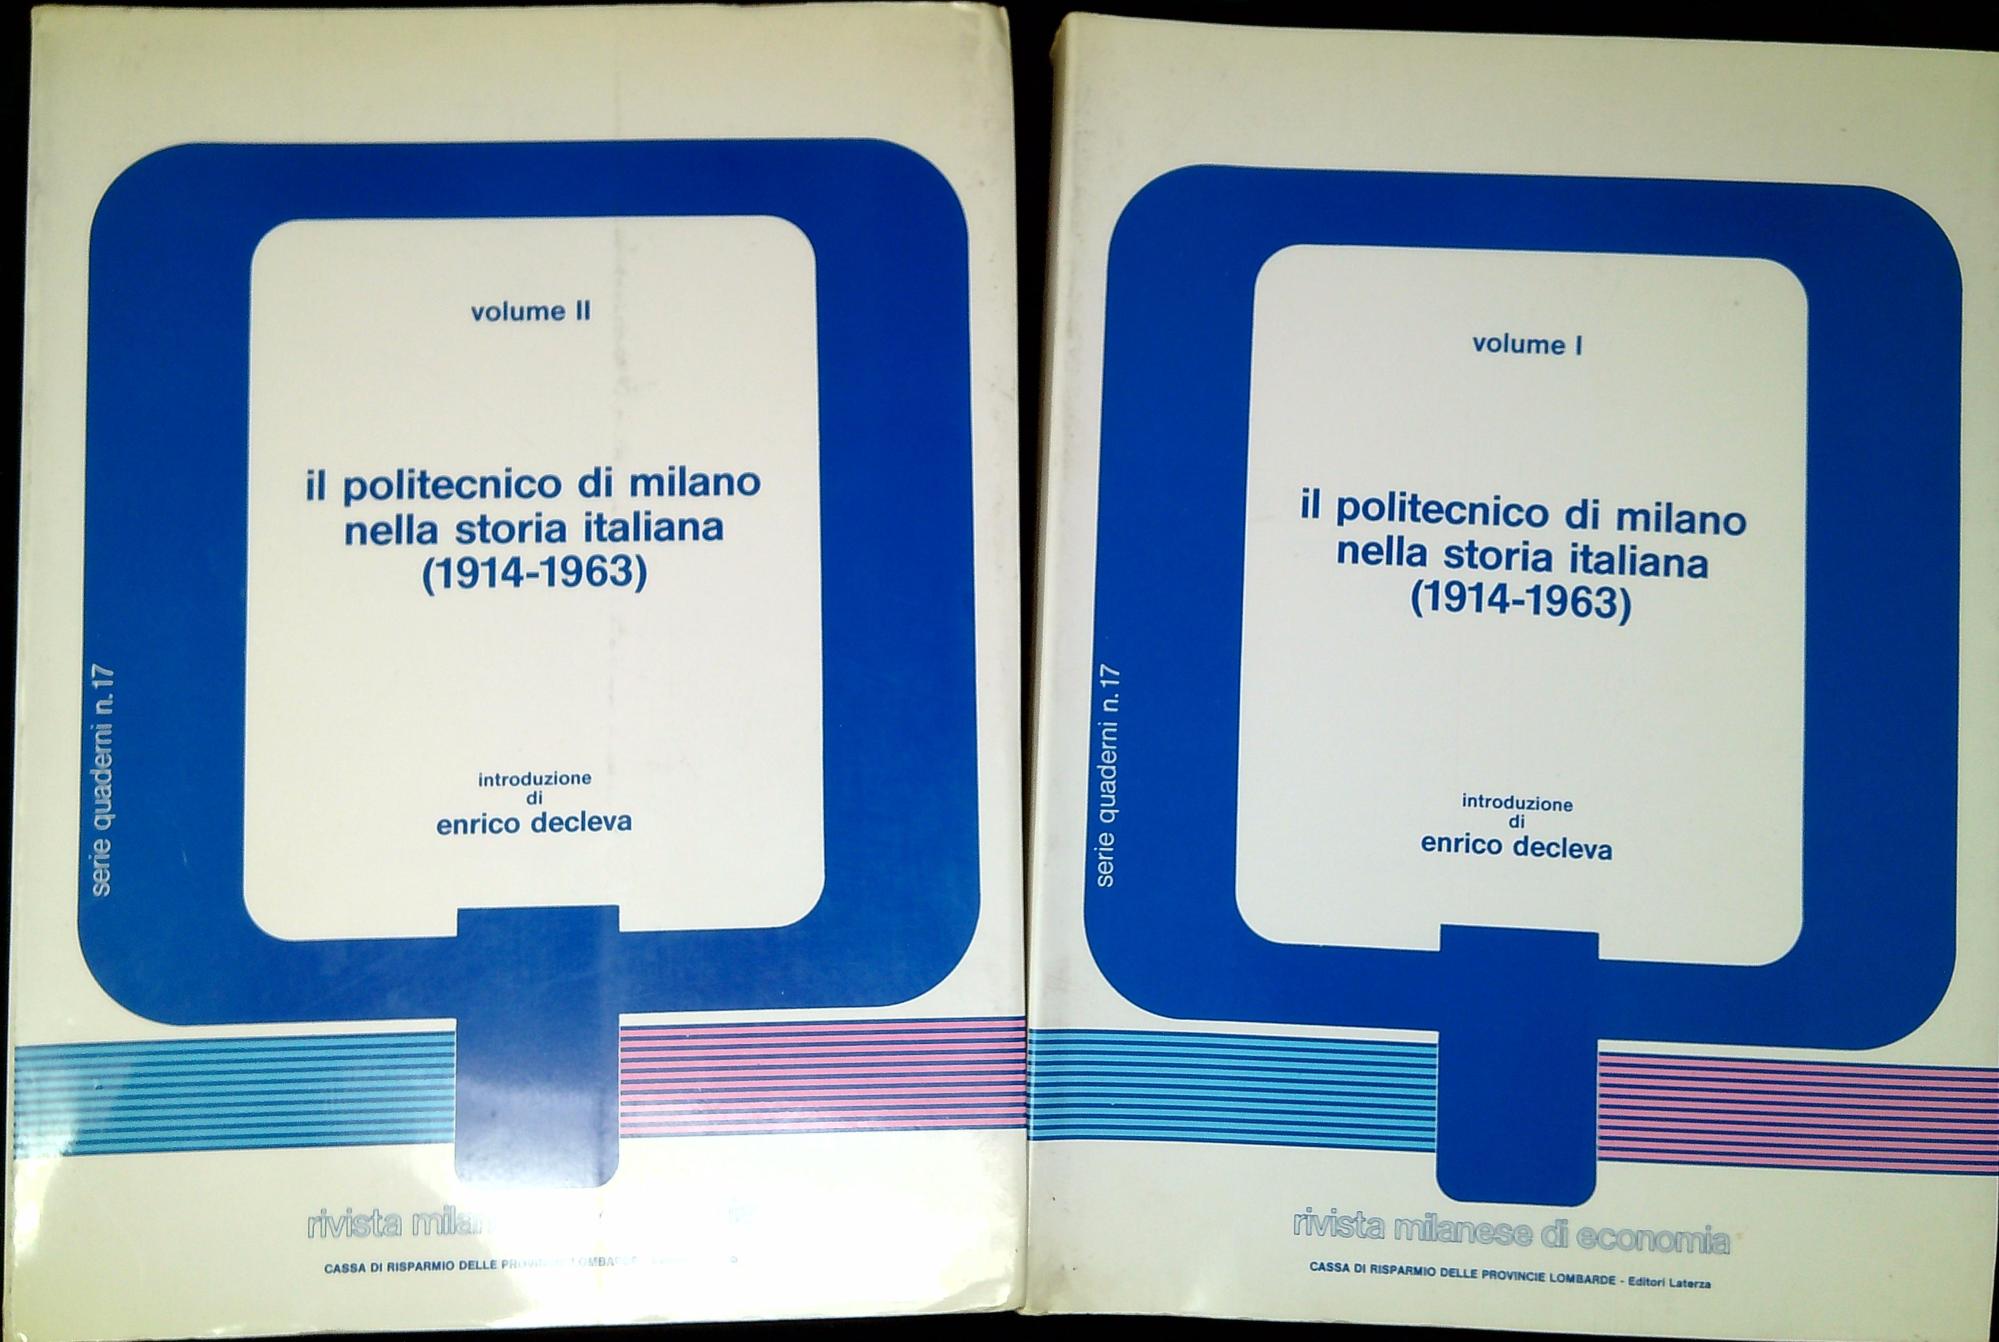 volume II
il politecnico di milano
nella storia italiana
(1914-1963)
introduzione
di
enrico decleva
serie quaderni n. 17
rivista
CASSA DI RISPARMIO DELLE PROVINCIE LOMBARDE
volume I
il politecnico di milano
nella storia italiana
(1914-1963)
introduzione
di
enrico decleva
serie quaderni n. 17
rivista milanese di economia
CASSA DI RISPARMIO DELLE PROVINCIE LOMBARDE - Editori Laterza